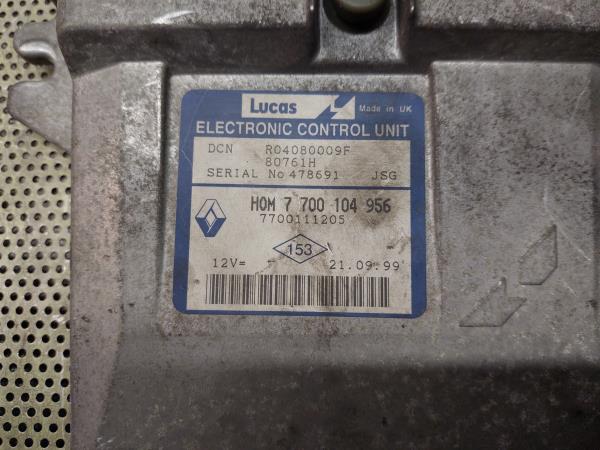 Lucas Made in UK
ELECTRONIC CONTROL UNIT
DCN R04080009F
80761H
SERIAL No 478691 JSG
HOM 7 700 104 956
7700111205
153
12V= 21.09.99